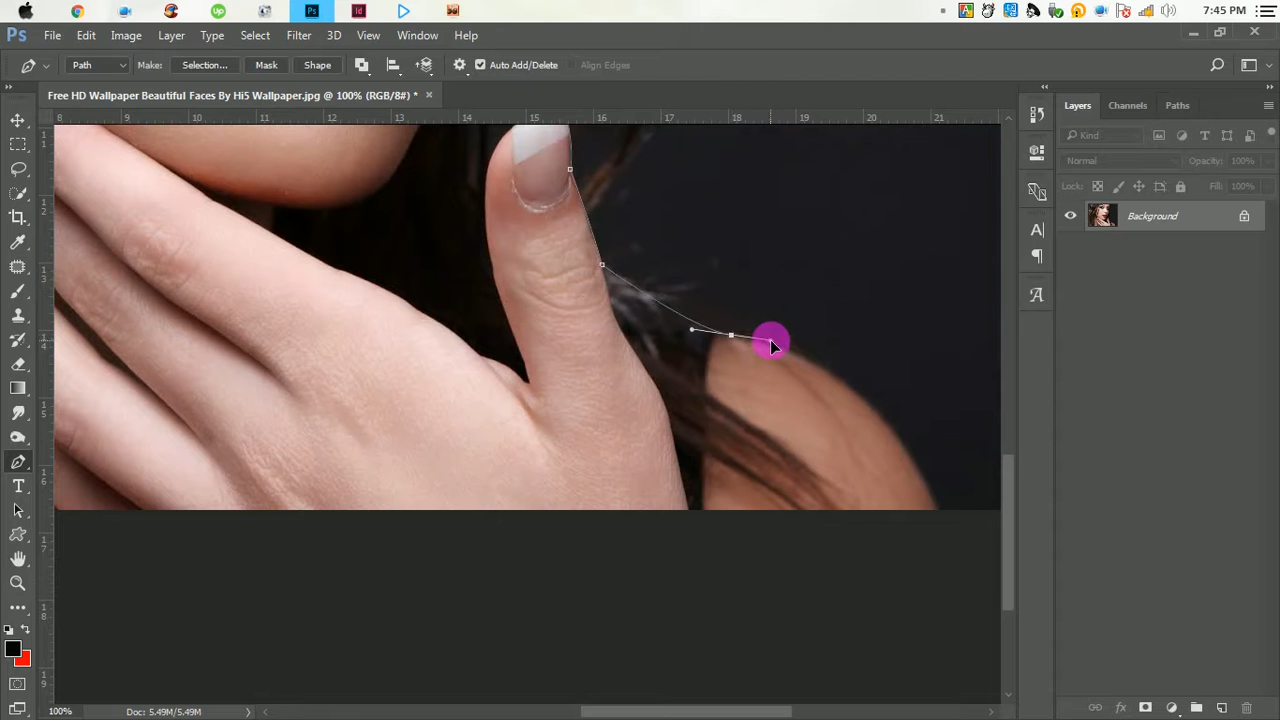 7:45 PM
Ps File Edit Image Layer Type Select Filter 3D View Window Help
Path Make: Selection... Mask Shape Auto Add/Delete Align Edges
Free HD Wallpaper Beautiful Faces By Hi5 Wallpaper.jpg @ 100% (RGB/8#) *
8 9 10 11 12 13 14 15 16 17 18 19 20 21
Layers Channels Paths
Kind
Normal Opacity: 100%
Lock: Fill: 100%
Background
100% Doc: 5.49M/5.49M